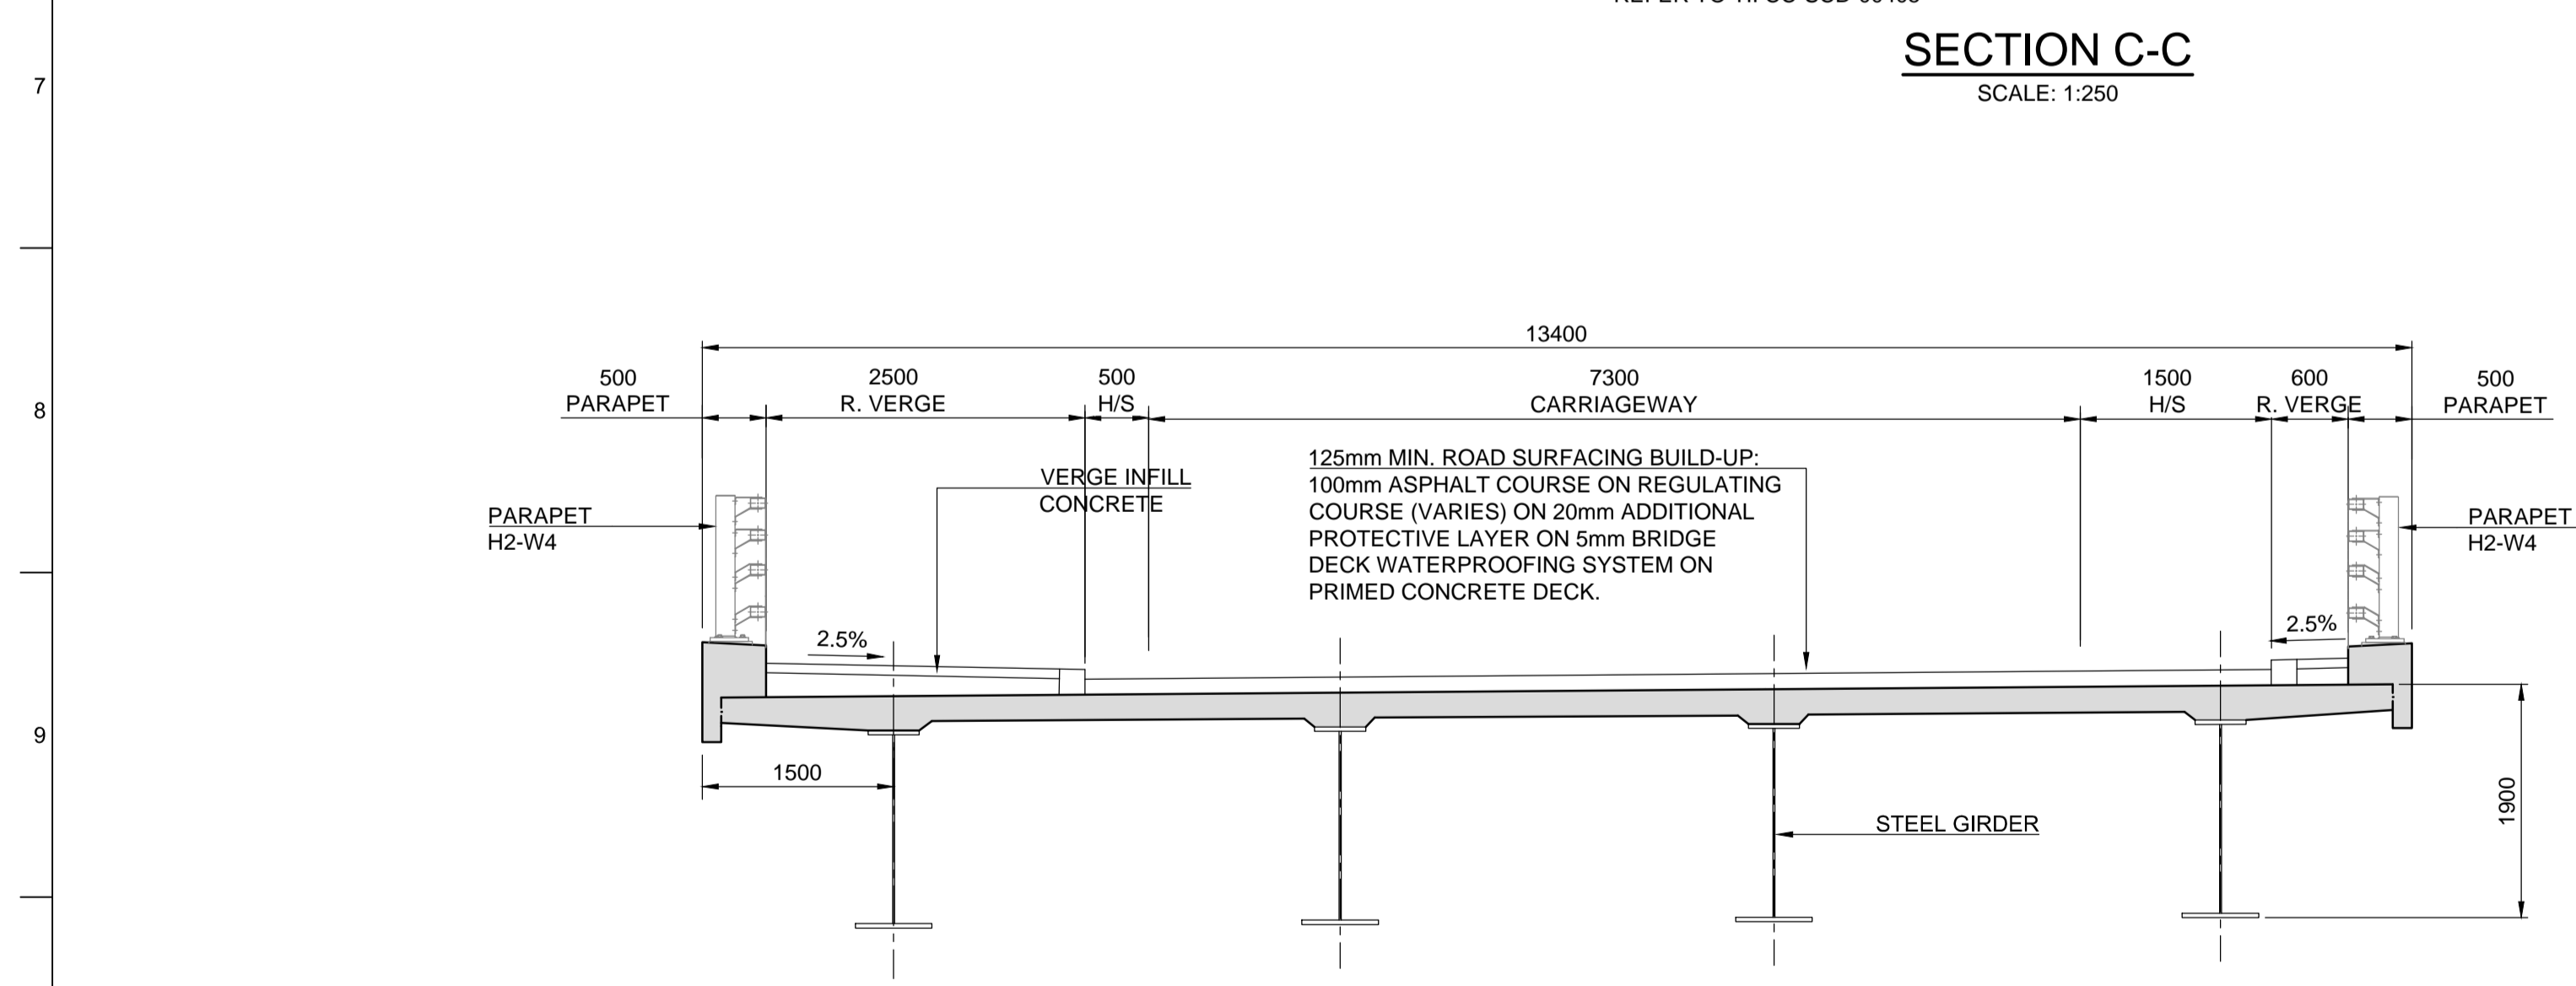 SECTION C-C
SCALE: 1:250
7
13400
500
PARAPET
2500
R. VERGE
500
H/S
7300
CARRIAGEWAY
1500
H/S
600
R. VERGE
500
PARAPET
8
VERGE INFILL
CONCRETE
125mm MIN. ROAD SURFACING BUILD-UP:
100mm ASPHALT COURSE ON REGULATING
COURSE (VARIES) ON 20mm ADDITIONAL
PROTECTIVE LAYER ON 5mm BRIDGE
DECK WATERPROOFING SYSTEM ON
PRIMED CONCRETE DECK.
PARAPET
H2-W4
PARAPET
H2-W4
2.5%
2.5%
9
1500
1900
STEEL GIRDER